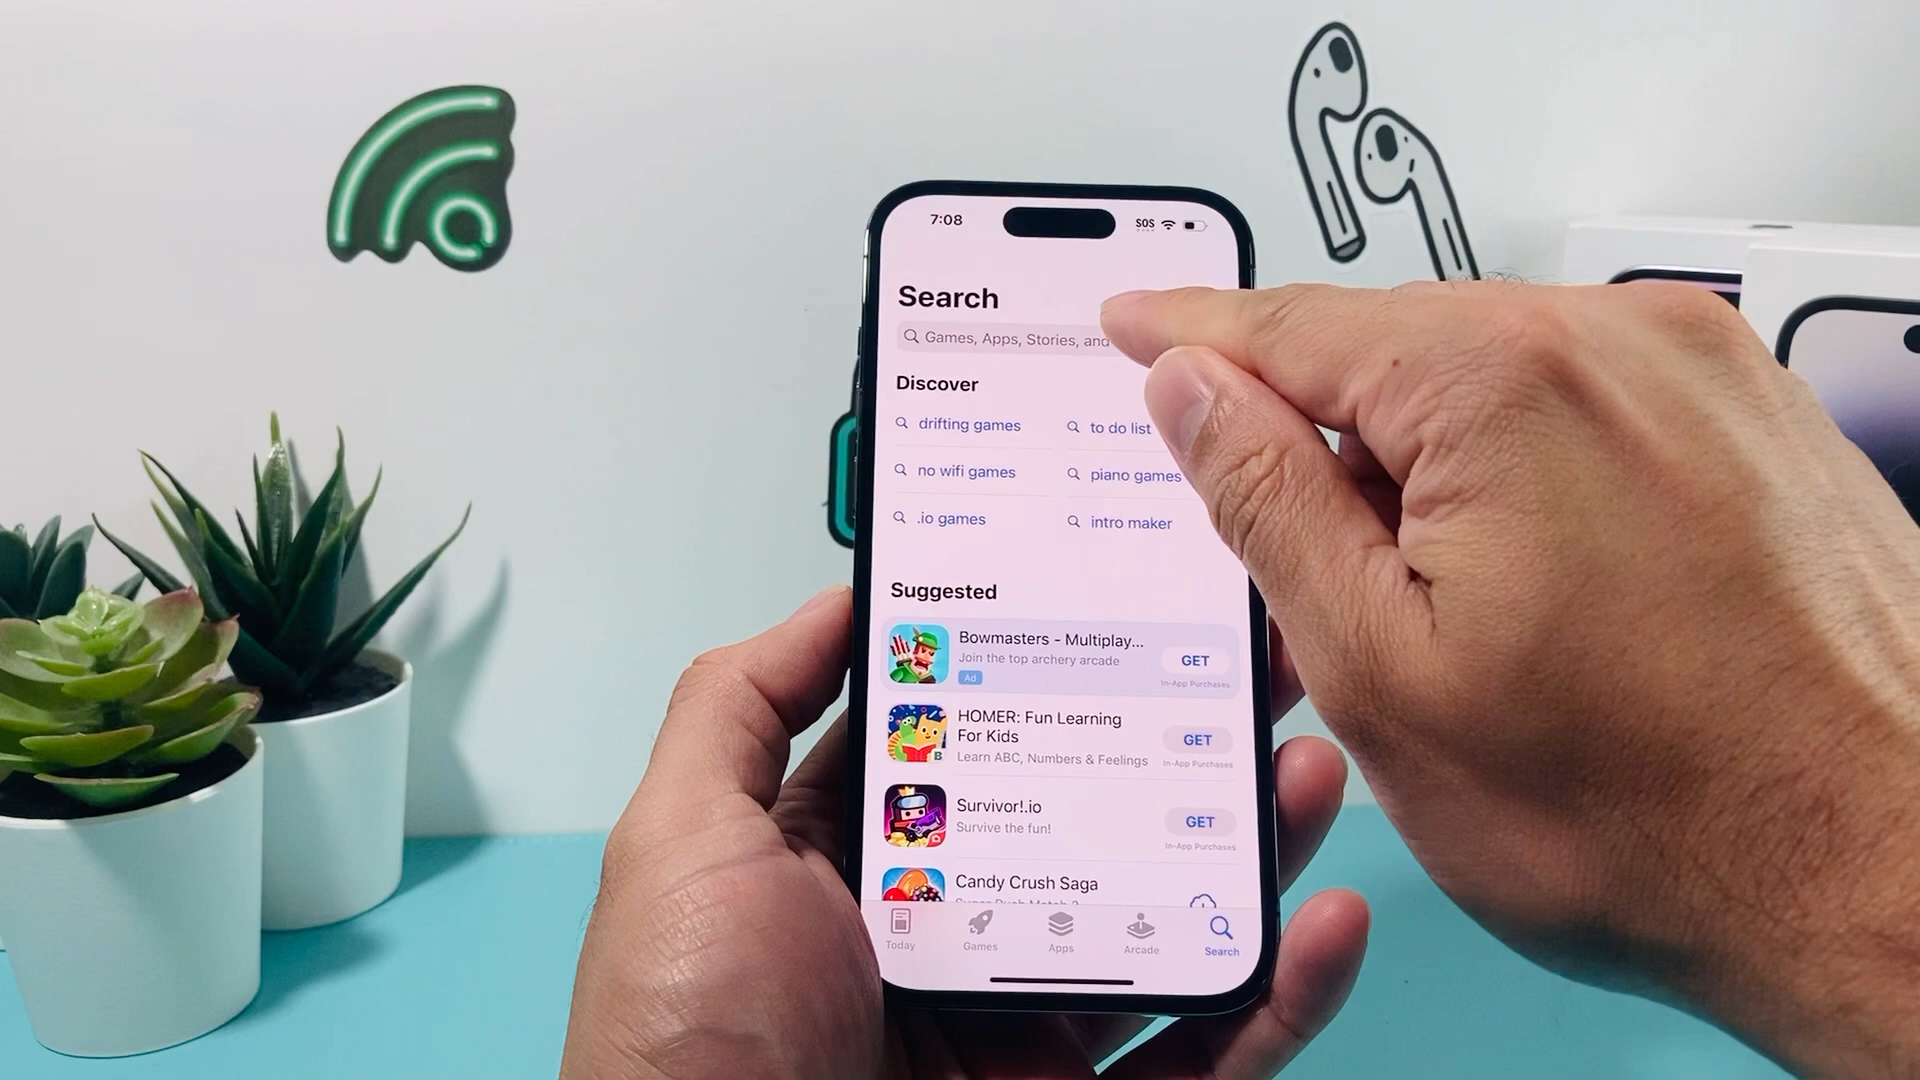 7:08
SOS
Search
Games, Apps, Stories, and
Discover
drifting games
to do list
no wifi games
piano games
.io games
intro maker
Suggested
Bowmasters - Multiplay...
Join the top archery arcade
Ad
GET
In-App Purchases
HOMER: Fun Learning
For Kids
Learn ABC, Numbers & Feelings
GET
In-App Purchases
Survivor!.io
Survive the fun!
GET
In-App Purchases
Candy Crush Saga
Today
Games
Apps
Arcade
Search